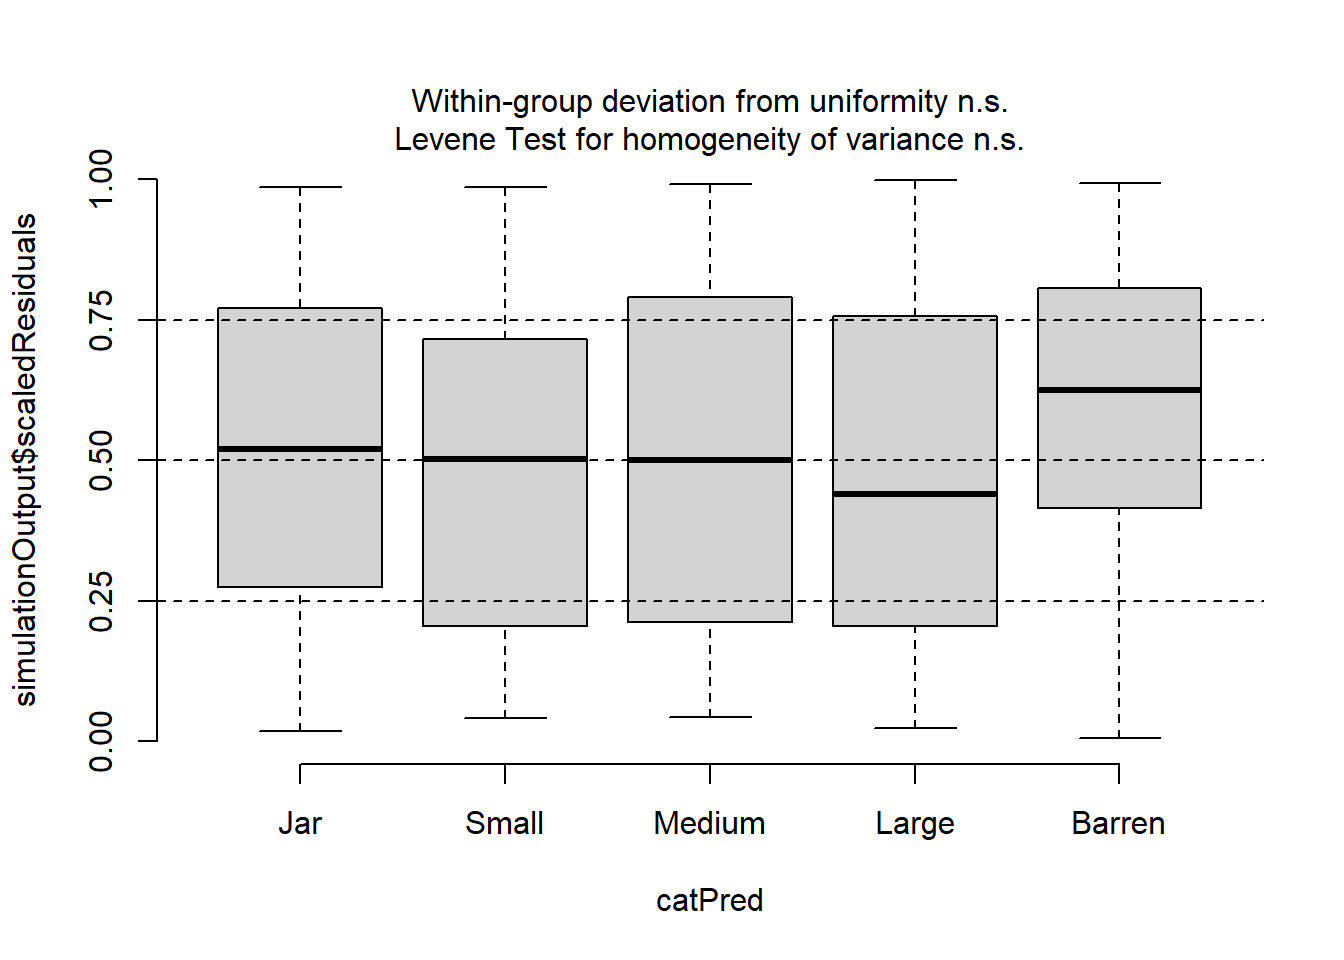 Within-group deviation from uniformity n.s.
Levene Test for homogeneity of variance n.s.
simulationOutput$scaledResiduals
1.00
0.75
0.50
0.25
0.00
Jar Small Medium Large Barren
catPred